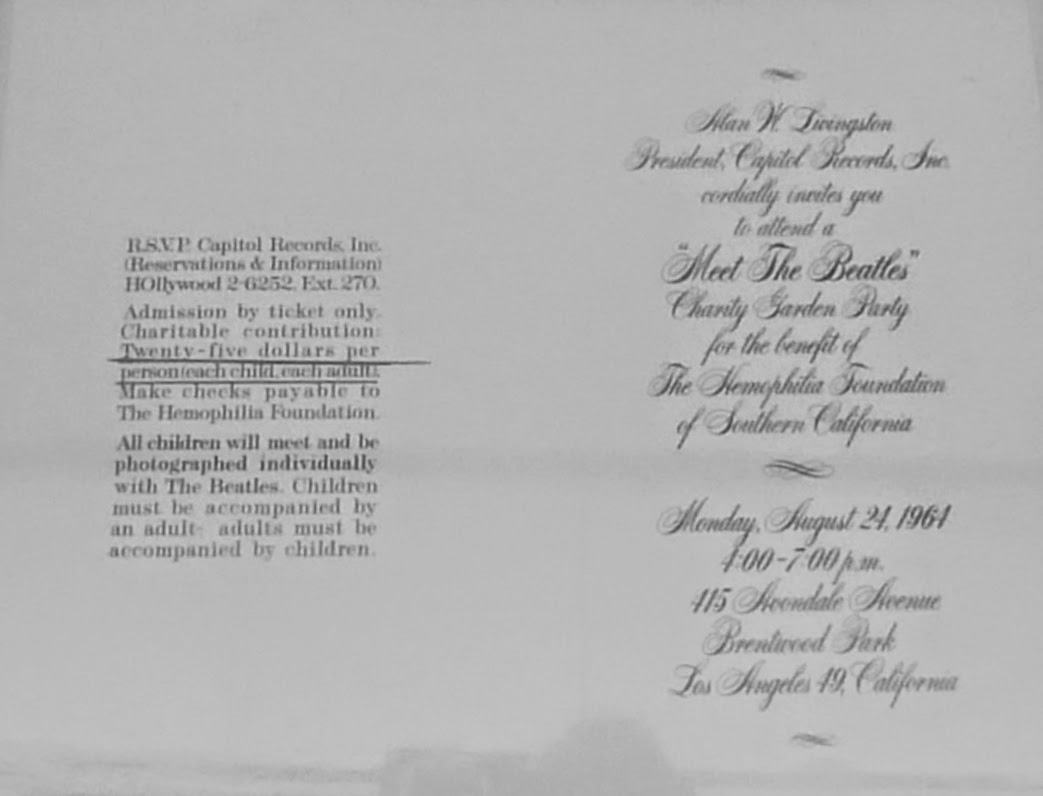 R.S.V.P. Capitol Records, Inc.
(Reservations & Information)
HOllywood 2-6252, Ext. 270.
Admission by ticket only.
Charitable contribution:
Twenty-five dollars per
person (each child, each adult).
Make checks payable to
The Hemophilia Foundation.
All children will meet and be
photographed individually
with The Beatles. Children
must be accompanied by
an adult; adults must be
accompanied by children.
Alan W. Livingston
President, Capitol Records, Inc.
cordially invites you
to attend a
"Meet The Beatles"
Charity Garden Party
for the benefit of
The Hemophilia Foundation
of Southern California
Monday, August 24, 1964
4:00-7:00 p.m.
415 Avondale Avenue
Brentwood Park
Los Angeles 49, California